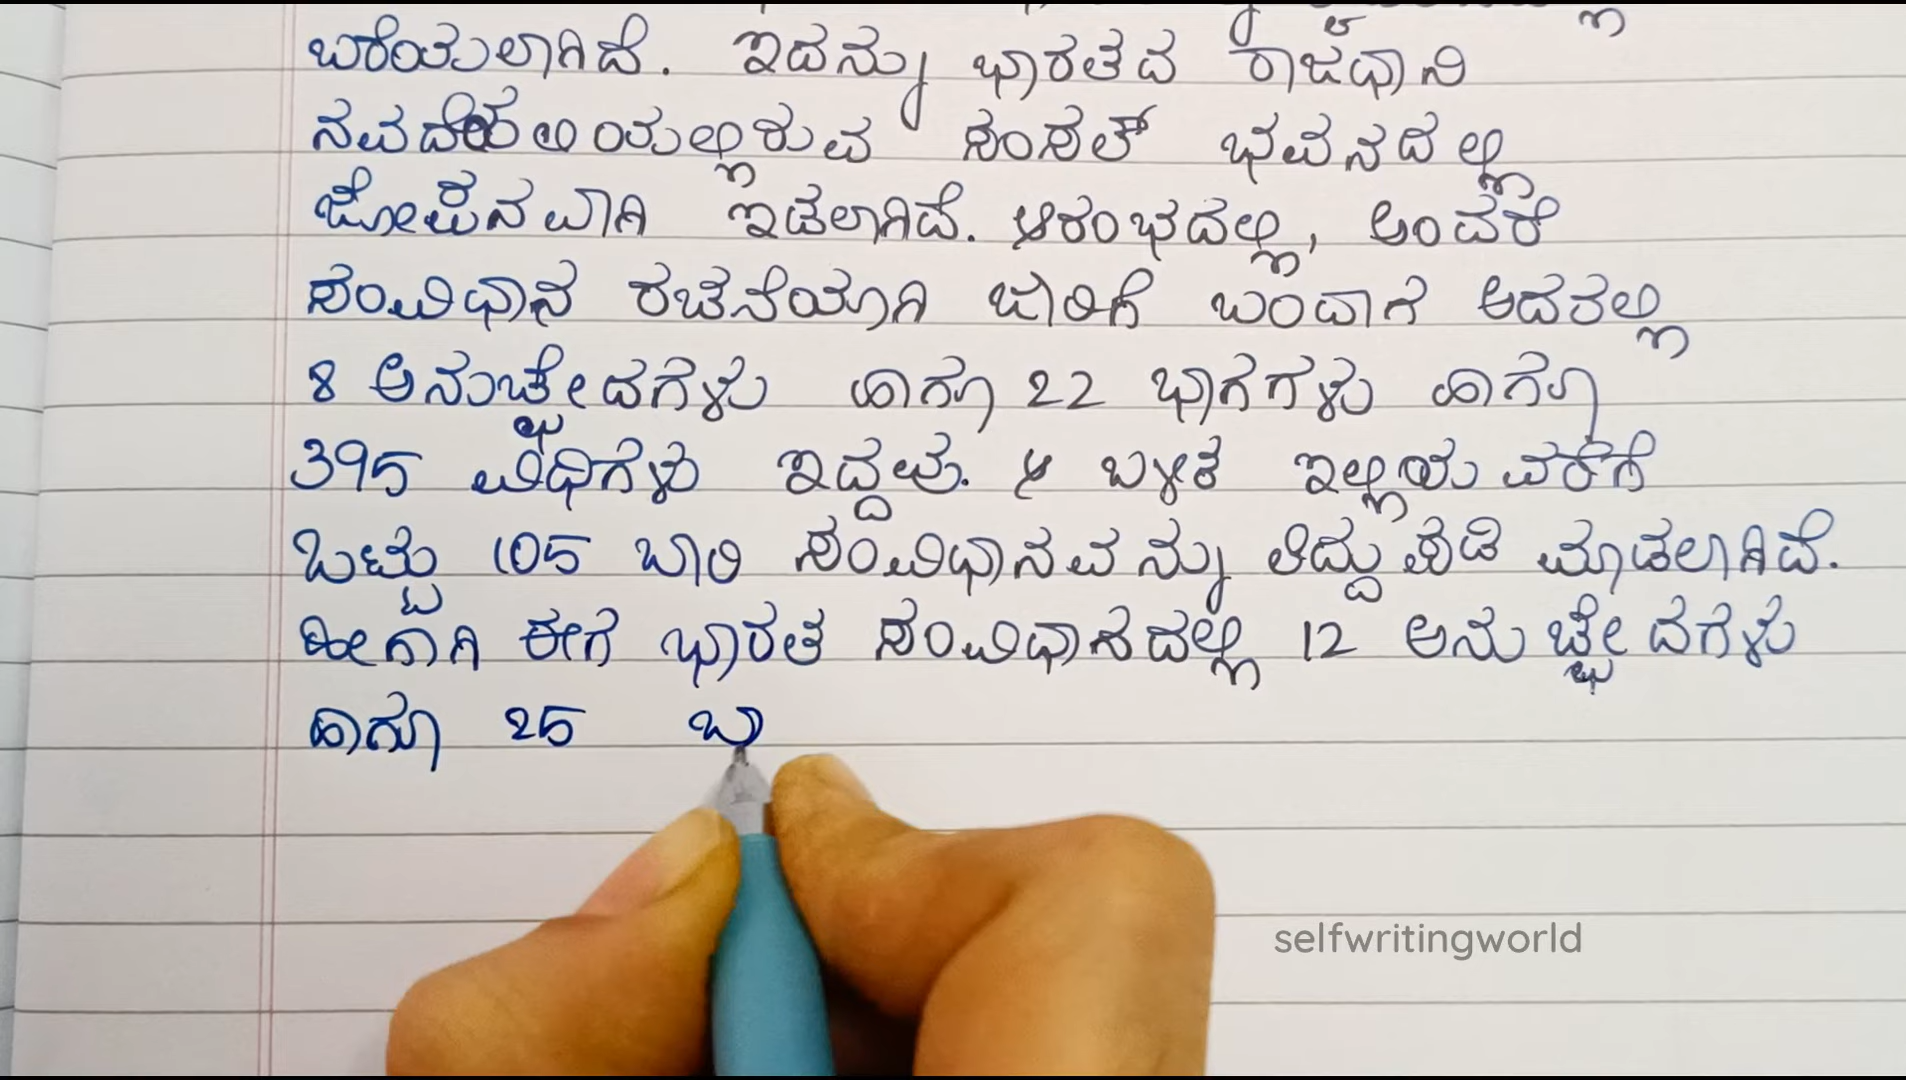 ಬರೆಯಲಾಗಿದೆ. ಇದನ್ನು ಭಾರತದ ರಾಜಧಾನಿ
ನವದೆಹಲಿಯಲ್ಲಿರುವ ಸಂಸತ್ ಭವನದಲ್ಲಿ
ಜೋಪನವಾಗಿ ಇಡಲಾಗಿದೆ. ಆರಂಭದಲ್ಲಿ, ಅಂದರೆ
ಸಂವಿಧಾನ ರಚನೆಯಾಗಿ ಜಾರಿಗೆ ಬಂದಾಗ ಅದರಲ್ಲಿ
8 ಅನುಚ್ಛೇದಗಳು ಹಾಗೂ 22 ಭಾಗಗಳು ಹಾಗೂ
395 ವಿಧಿಗಳು ಇದ್ದವು. ಆ ಬಳಿಕ ಇಲ್ಲಿಯವರೆಗೆ
ಒಟ್ಟು 105 ಬಾರಿ ಸಂವಿಧಾನವನ್ನು ತಿದ್ದುಪಡಿ ಮಾಡಲಾಗಿದೆ.
ಹೀಗಾಗಿ ಈಗ ಭಾರತ ಸಂವಿಧಾನದಲ್ಲಿ 12 ಅನುಚ್ಛೇದಗಳು
ಹಾಗೂ 25 ಬಾ
selfwritingworld